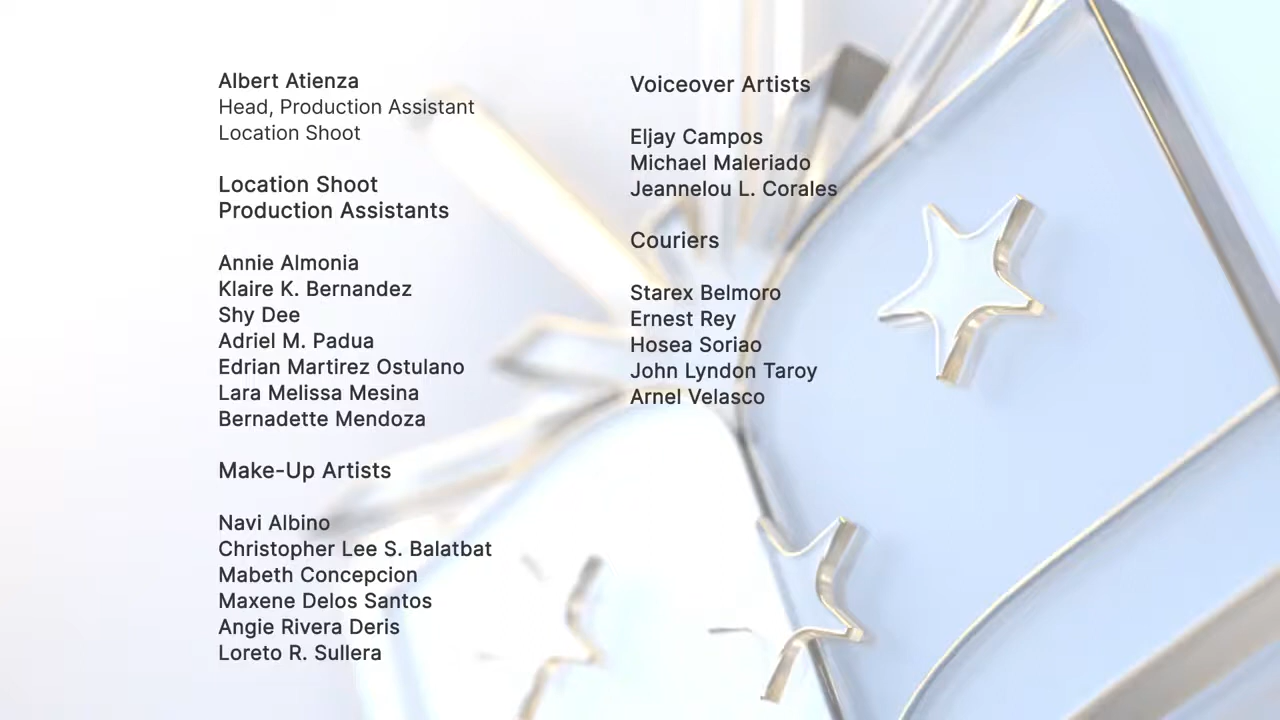 Albert Atienza
Head, Production Assistant
Location Shoot
Location Shoot
Production Assistants
Annie Almonia
Klaire K. Bernandez
Shy Dee
Adriel M. Padua
Edrian Martirez Ostulano
Lara Melissa Mesina
Bernadette Mendoza
Make-Up Artists
Navi Albino
Christopher Lee S. Balatbat
Mabeth Concepcion
Maxene Delos Santos
Angie Rivera Deris
Loreto R. Sullera
Voiceover Artists
Eljay Campos
Michael Maleriado
Jeannelou L. Corales
Couriers
Starex Belmoro
Ernest Rey
Hosea Soriao
John Lyndon Taroy
Arnel Velasco